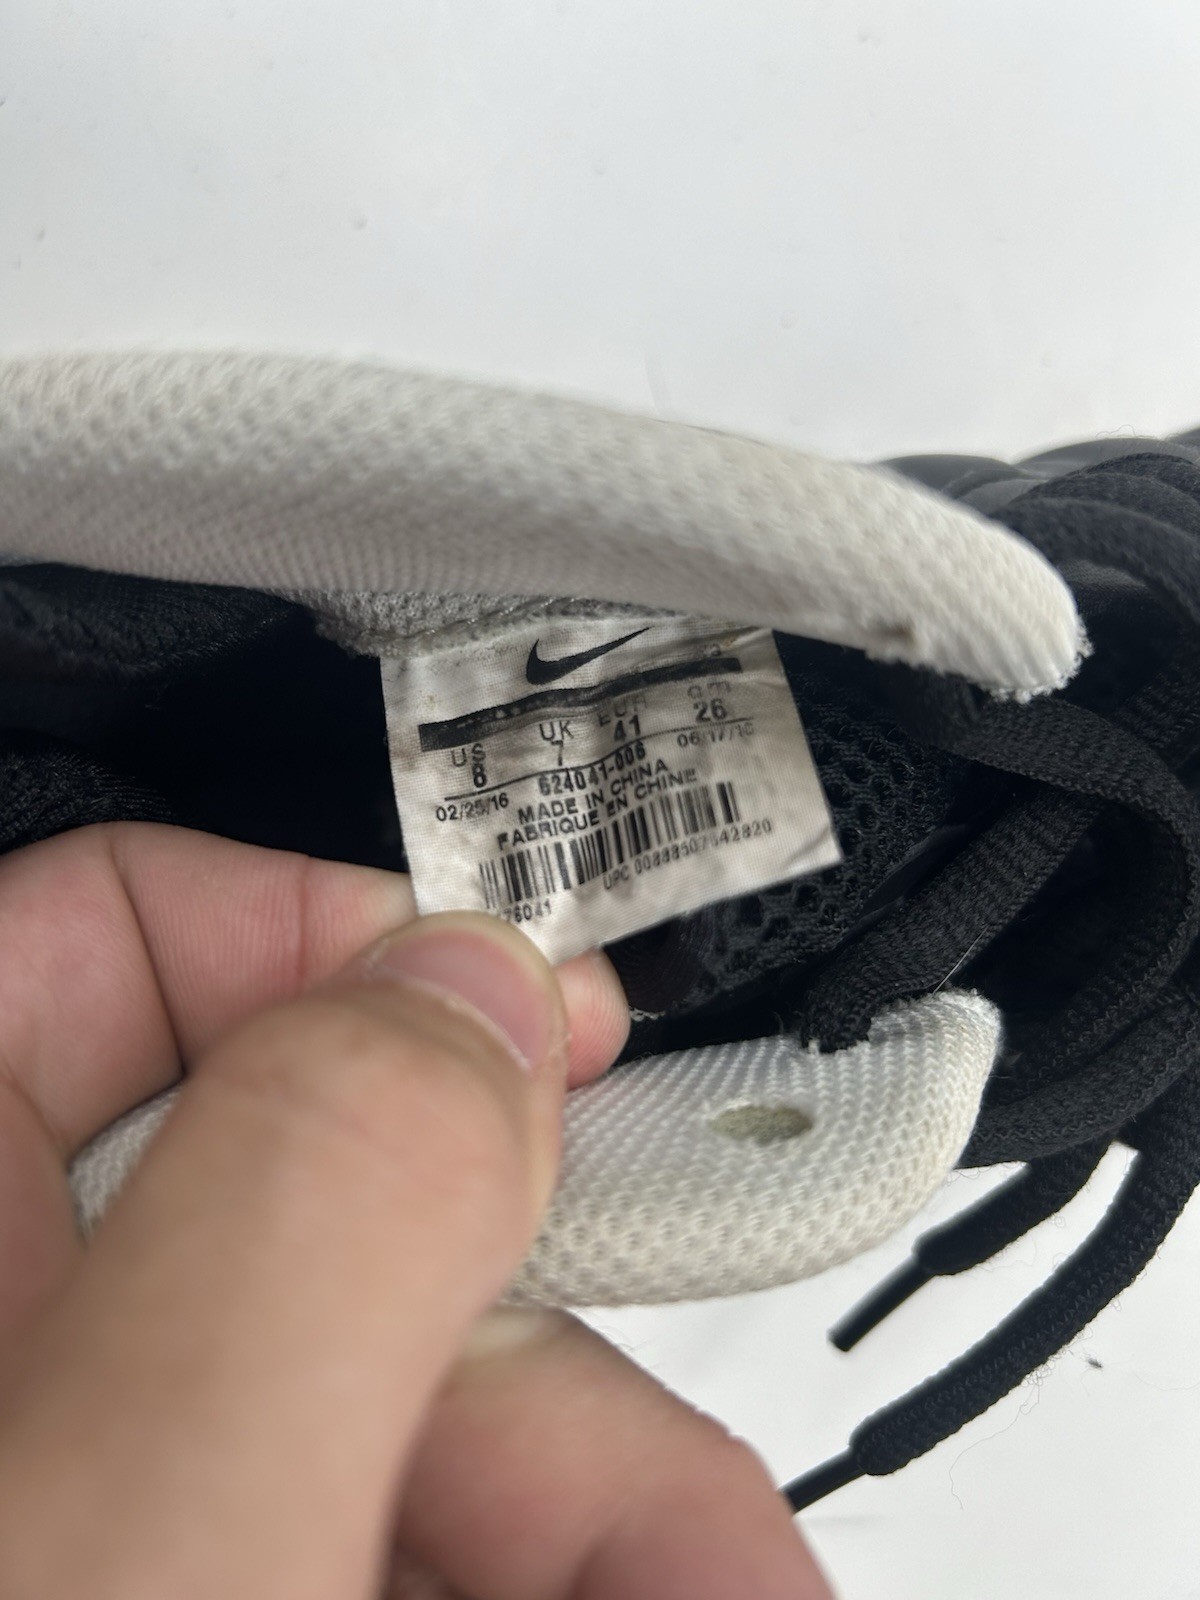 US UK EUR cm
8 7 41 26
624041-006
02/25/16 06/17/16
MADE IN CHINA
FABRIQUE EN CHINE
UPC 00888507642820
76041